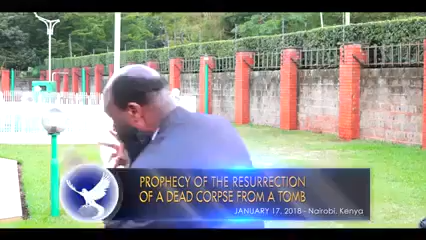 PROPHECY OF THE RESURRECTION
OF A DEAD CORPSE FROM A TOMB
JANUARY 17, 2018 - Nairobi, Kenya